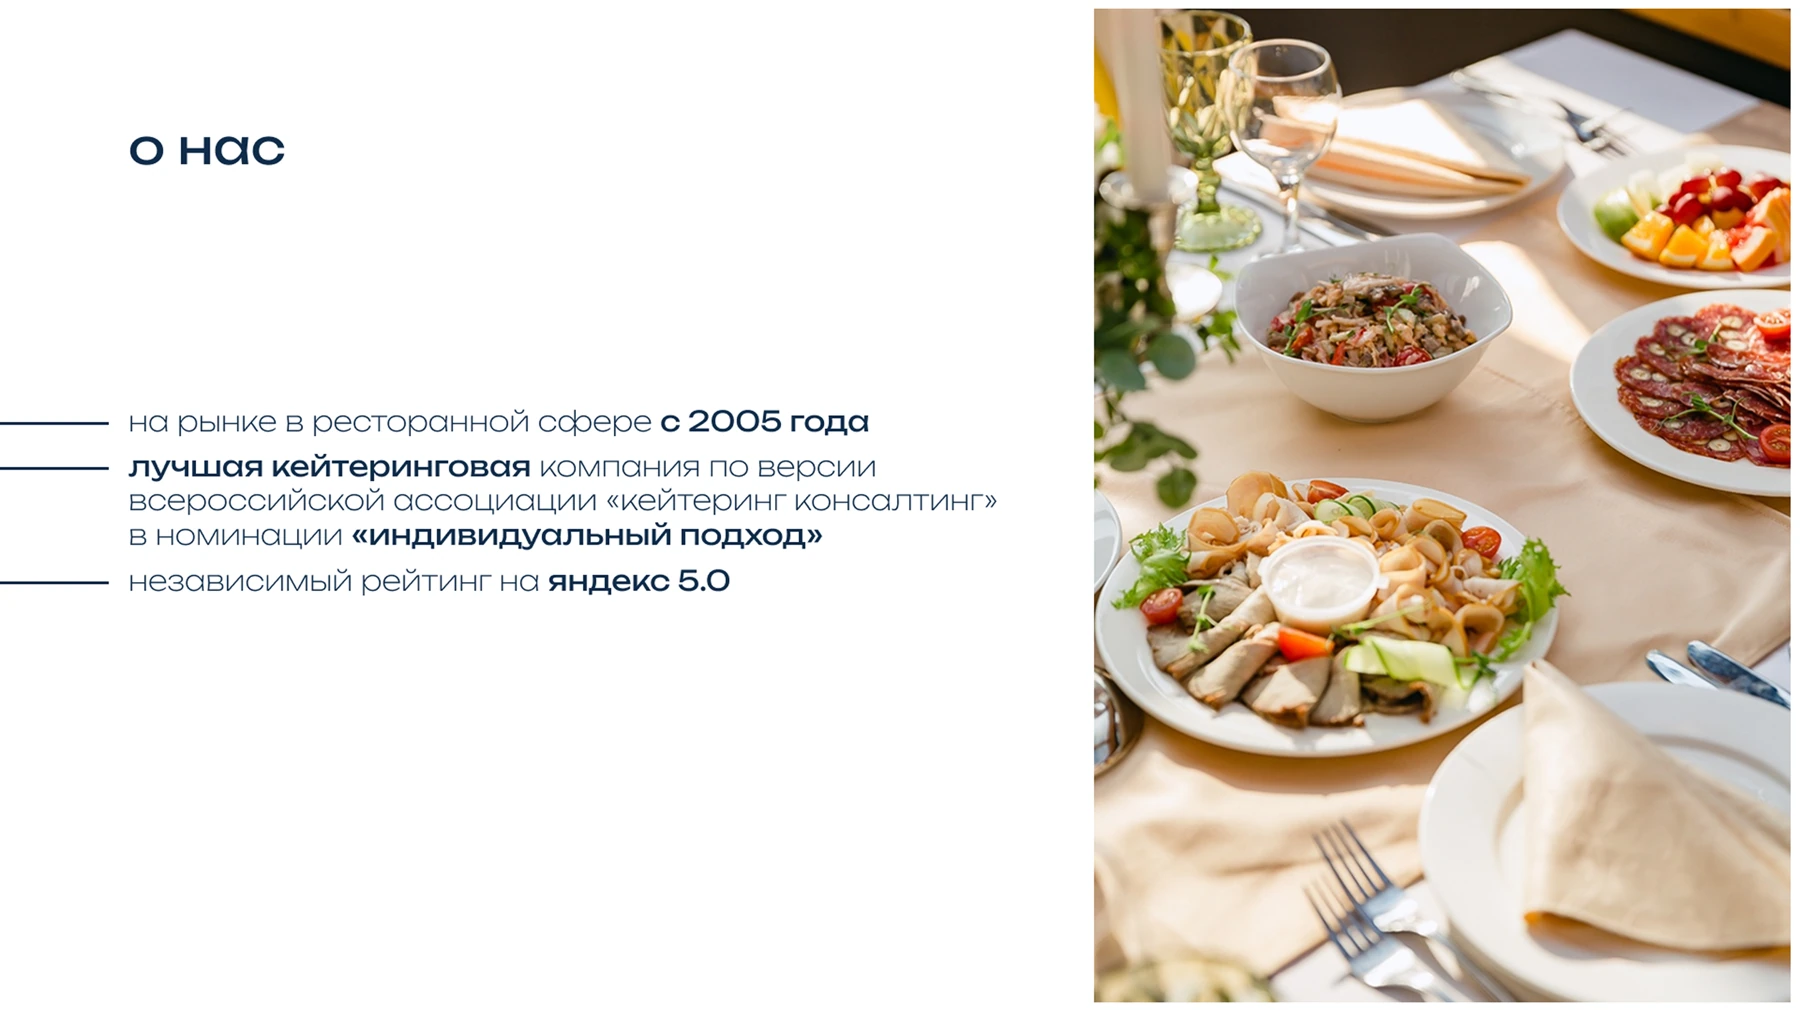 о нас
на рынке в ресторанной сфере с 2005 года
лучшая кейтеринговая компания по версии
всероссийской ассоциации «кейтеринг консалтинг»
в номинации «индивидуальный подход»
независимый рейтинг на яндекс 5.0